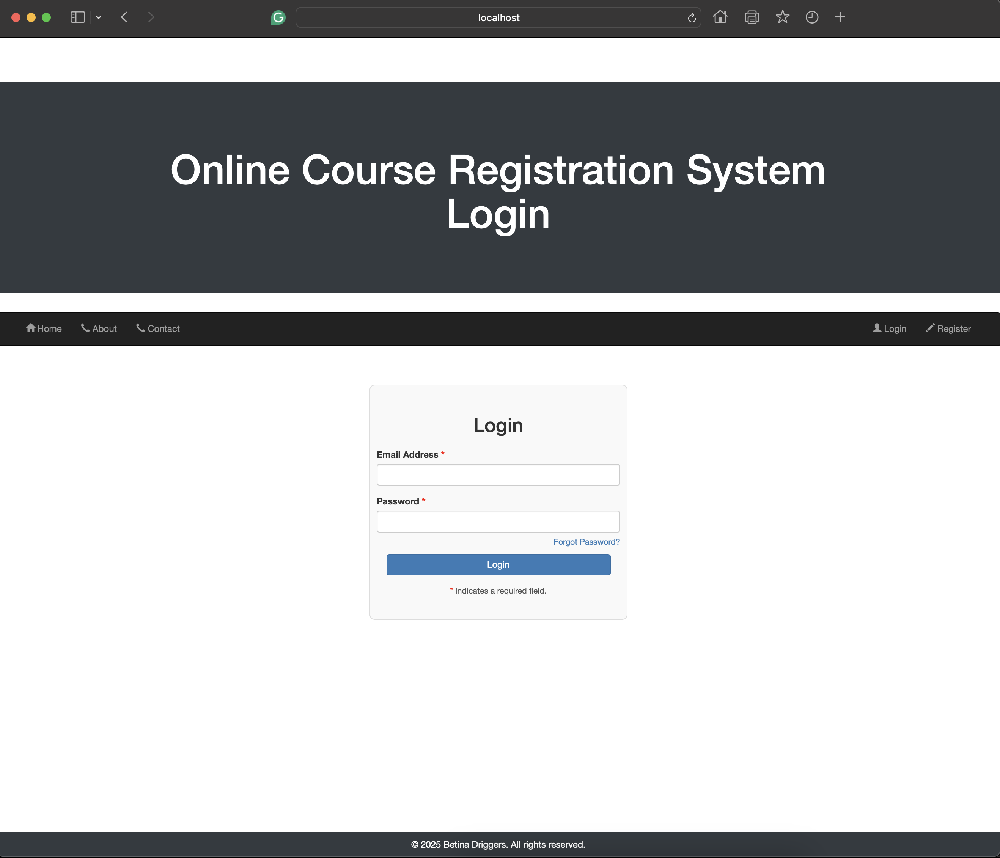 localhost
Online Course Registration System
Login
Home About Contact Login Register
Login
Email Address *
Password *
Forgot Password?
Login
* Indicates a required field.
© 2025 Betina Driggers. All rights reserved.